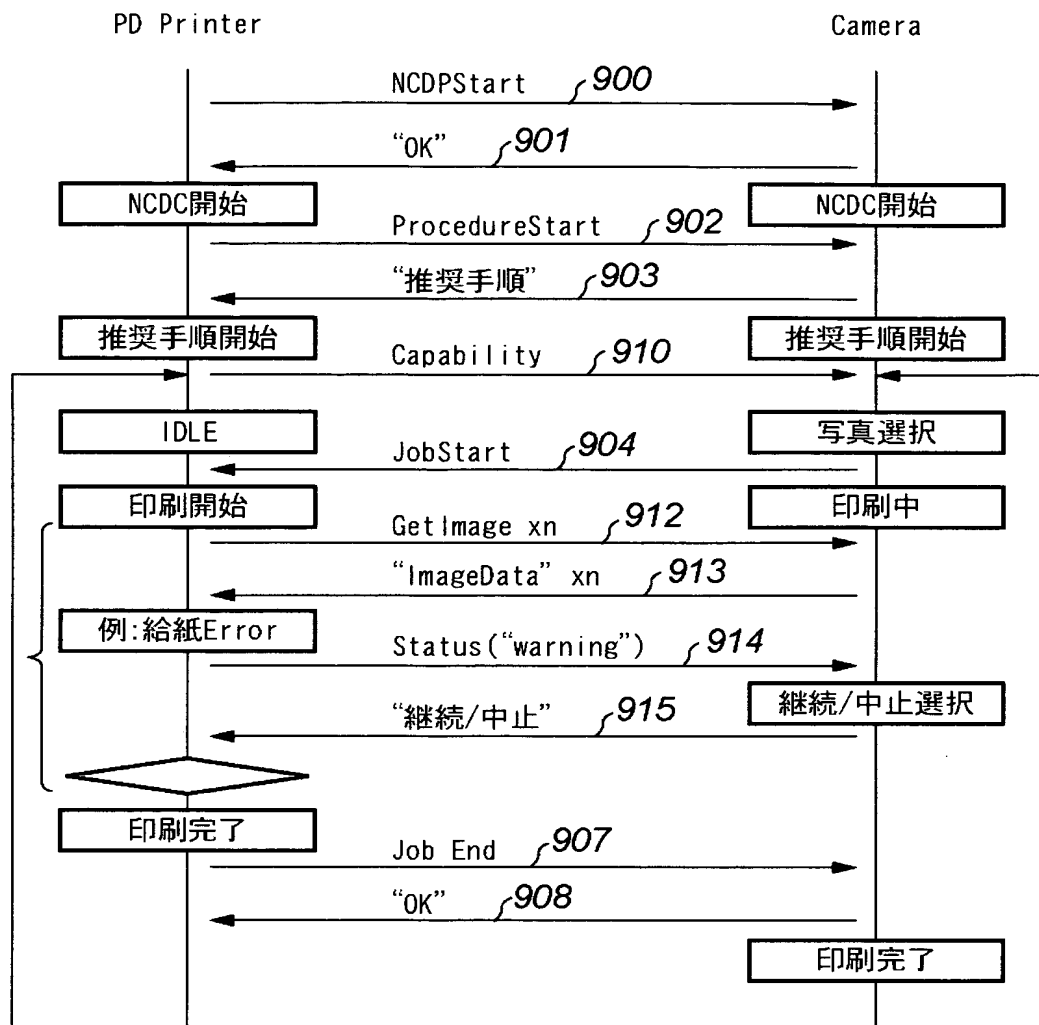 PD Printer
Camera
NCDPStart 900
“OK” 901
NCDC開始
NCDC開始
ProcedureStart 902
“推奨手順” 903
推奨手順開始
推奨手順開始
Capability 910
IDLE
写真選択
JobStart 904
印刷開始
印刷中
GetImage xn 912
“ImageData” xn 913
例:給紙Error
Status(“warning”) 914
継続/中止選択
“継続/中止” 915
印刷完了
Job End 907
“OK” 908
印刷完了